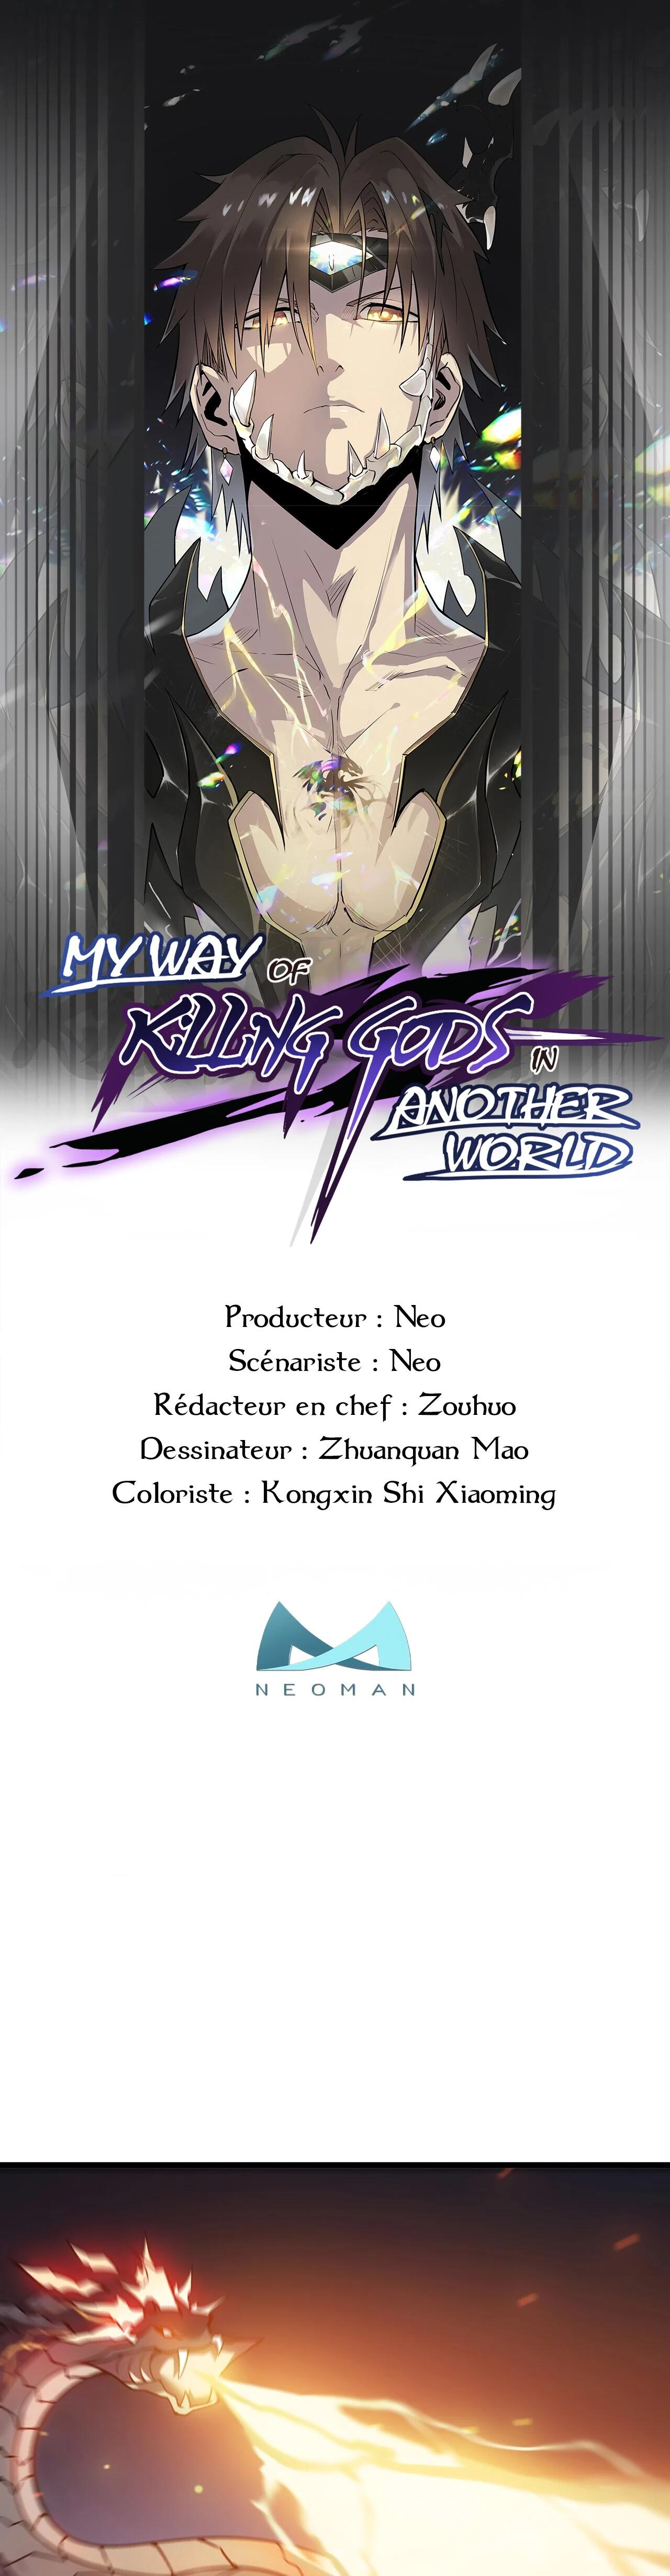 MY WAY OF
KILLING GODS IN
ANOTHER
WORLD
Producteur : Neo
Scénariste : Neo
Rédacteur en chef : Zouhuo
Dessinateur : Zhuanquan Mao
Coloriste : Kongxin Shi Xiaoming
NEOMAN